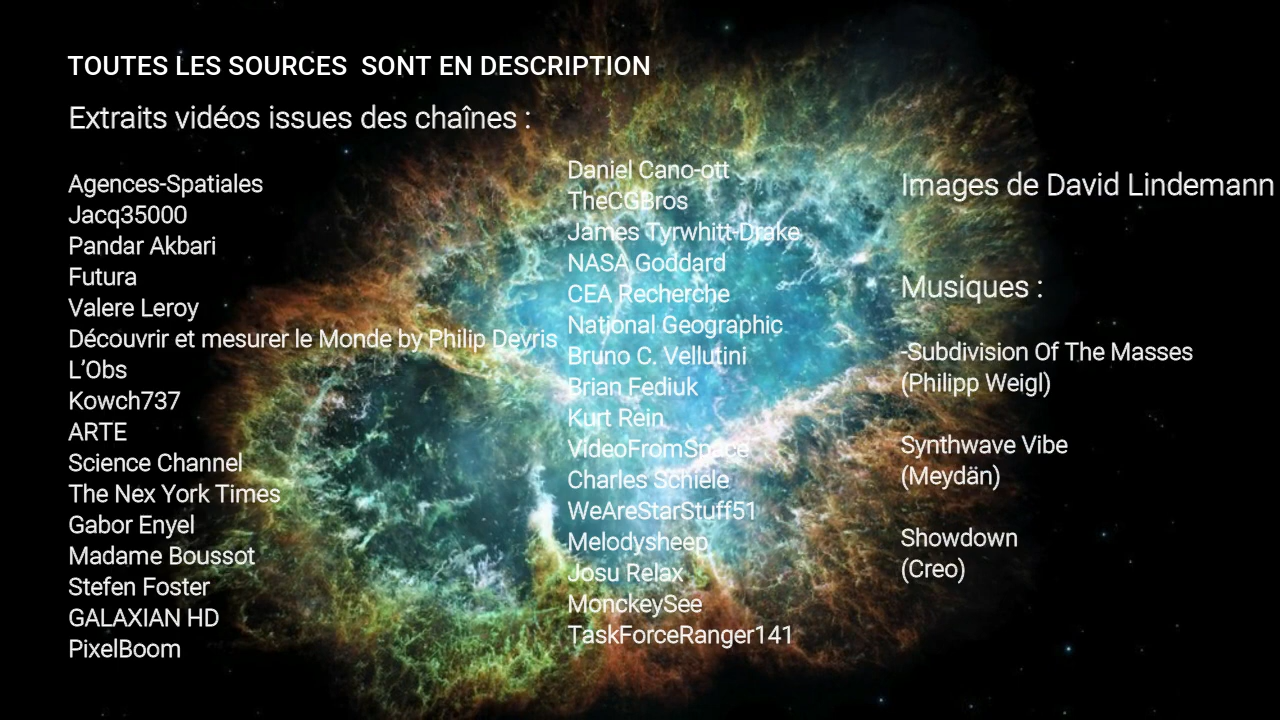 TOUTES LES SOURCES  SONT EN DESCRIPTION
Extraits vidéos issues des chaînes :
Agences-Spatiales
Jacq35000
Pandar Akbari
Futura
Valere Leroy
Découvrir et mesurer le Monde by Philip Devris
L’Obs
Kowch737
ARTE
Science Channel
The Nex York Times
Gabor Enyel
Madame Boussot
Stefen Foster
GALAXIAN HD
PixelBoom
Daniel Cano-ott
TheCGBros
James Tyrwhitt-Drake
NASA Goddard
CEA Recherche
National Geographic
Bruno C. Vellutini
Brian Fediuk
Kurt Rein
VideoFromSpace
Charles Schiele
WeAreStarStuff51
Melodysheep
Josu Relax
MonckeySee
TaskForceRanger141
Images de David Lindemann
Musiques :
-Subdivision Of The Masses
(Philipp Weigl)
Synthwave Vibe
(Meydän)
Showdown
(Creo)